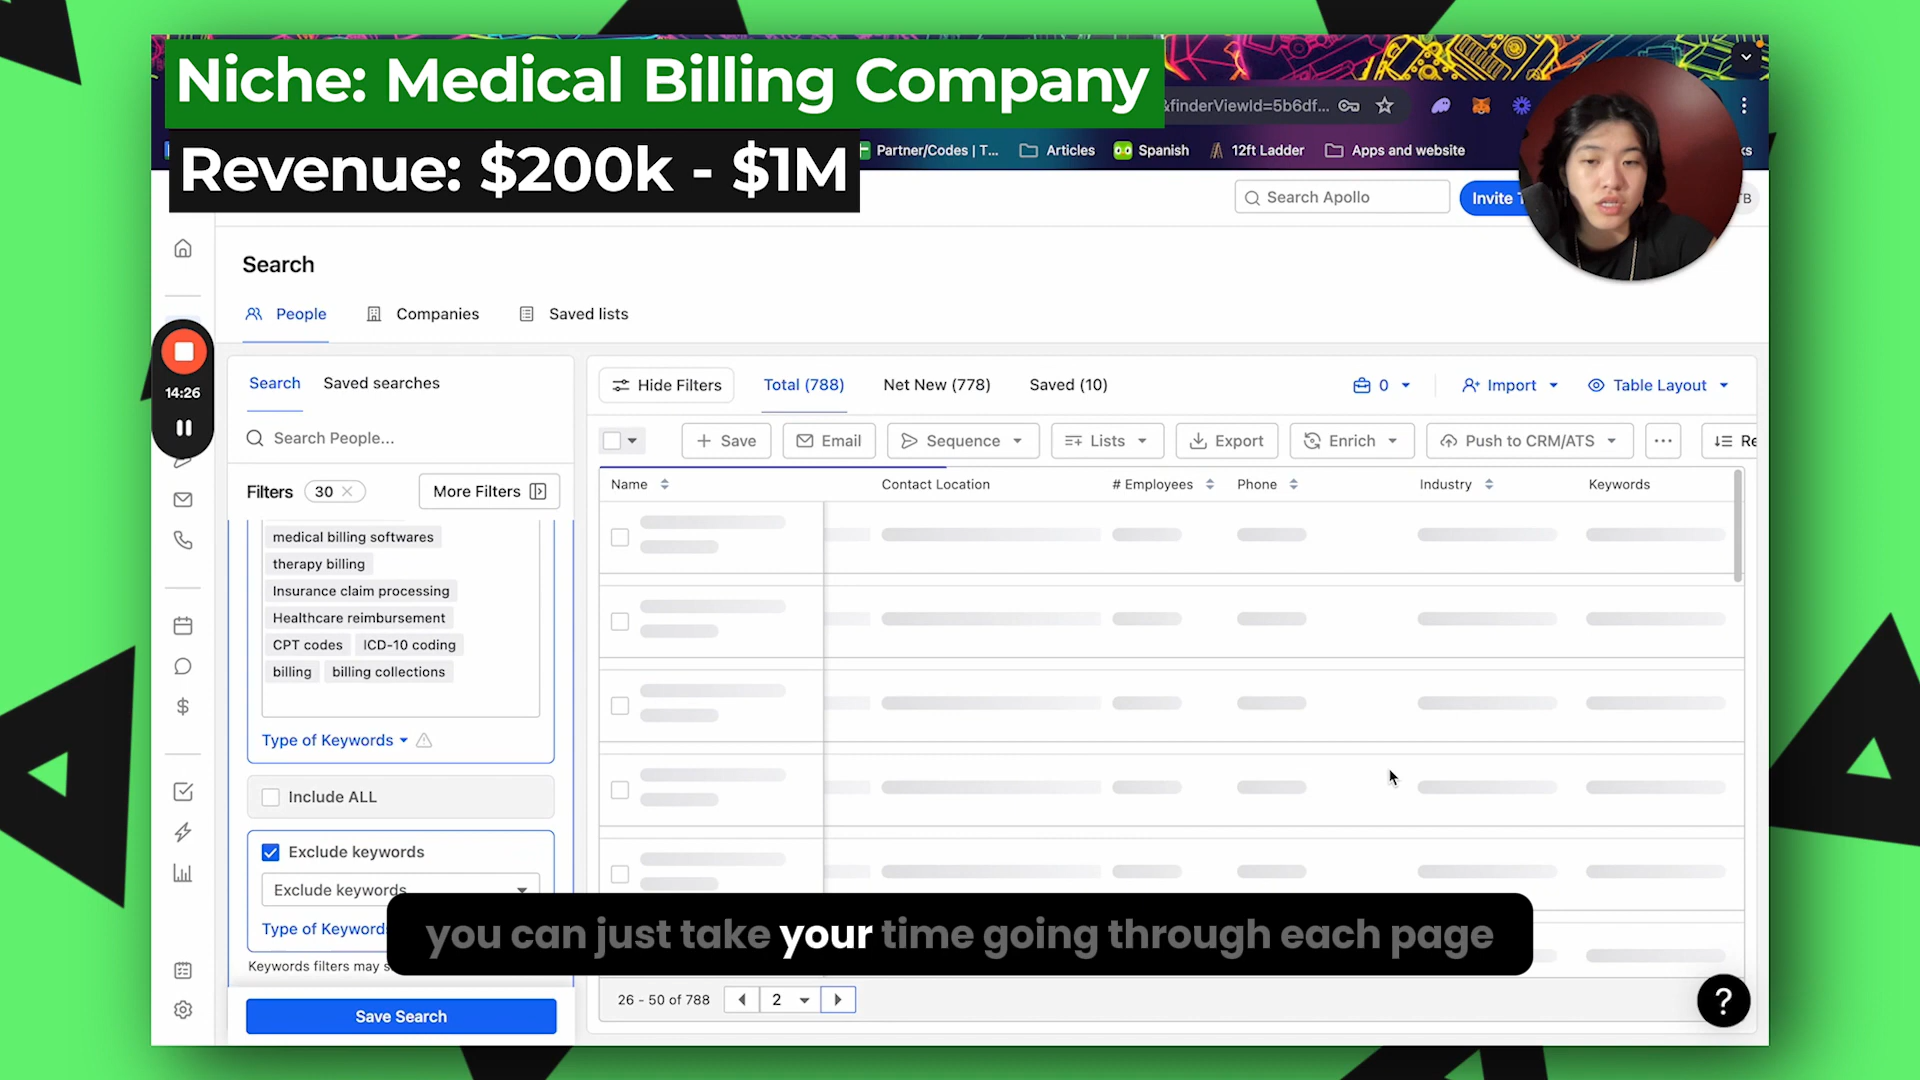 Niche: Medical Billing Company
Revenue: $200k - $1M
&finderViewId=5b6df...
Partner/Codes | T...
Articles
Spanish
12ft Ladder
Apps and website
ks
Search Apollo
Invite T
TB
Search
People
Companies
Saved lists
14:26
Search
Saved searches
Search People...
Filters
30
More Filters
medical billing softwares
therapy billing
Insurance claim processing
Healthcare reimbursement
CPT codes
ICD-10 coding
billing
billing collections
Type of Keywords
Include ALL
Exclude keywords
Exclude keywords
Type of Keyword
Keywords filters may s
Save Search
Hide Filters
Total (788)
Net New (778)
Saved (10)
0
Import
Table Layout
Save
Email
Sequence
Lists
Export
Enrich
Push to CRM/ATS
...
Re
Name
Contact Location
# Employees
Phone
Industry
Keywords
you can just take your time going through each page
26 - 50 of 788
2
?